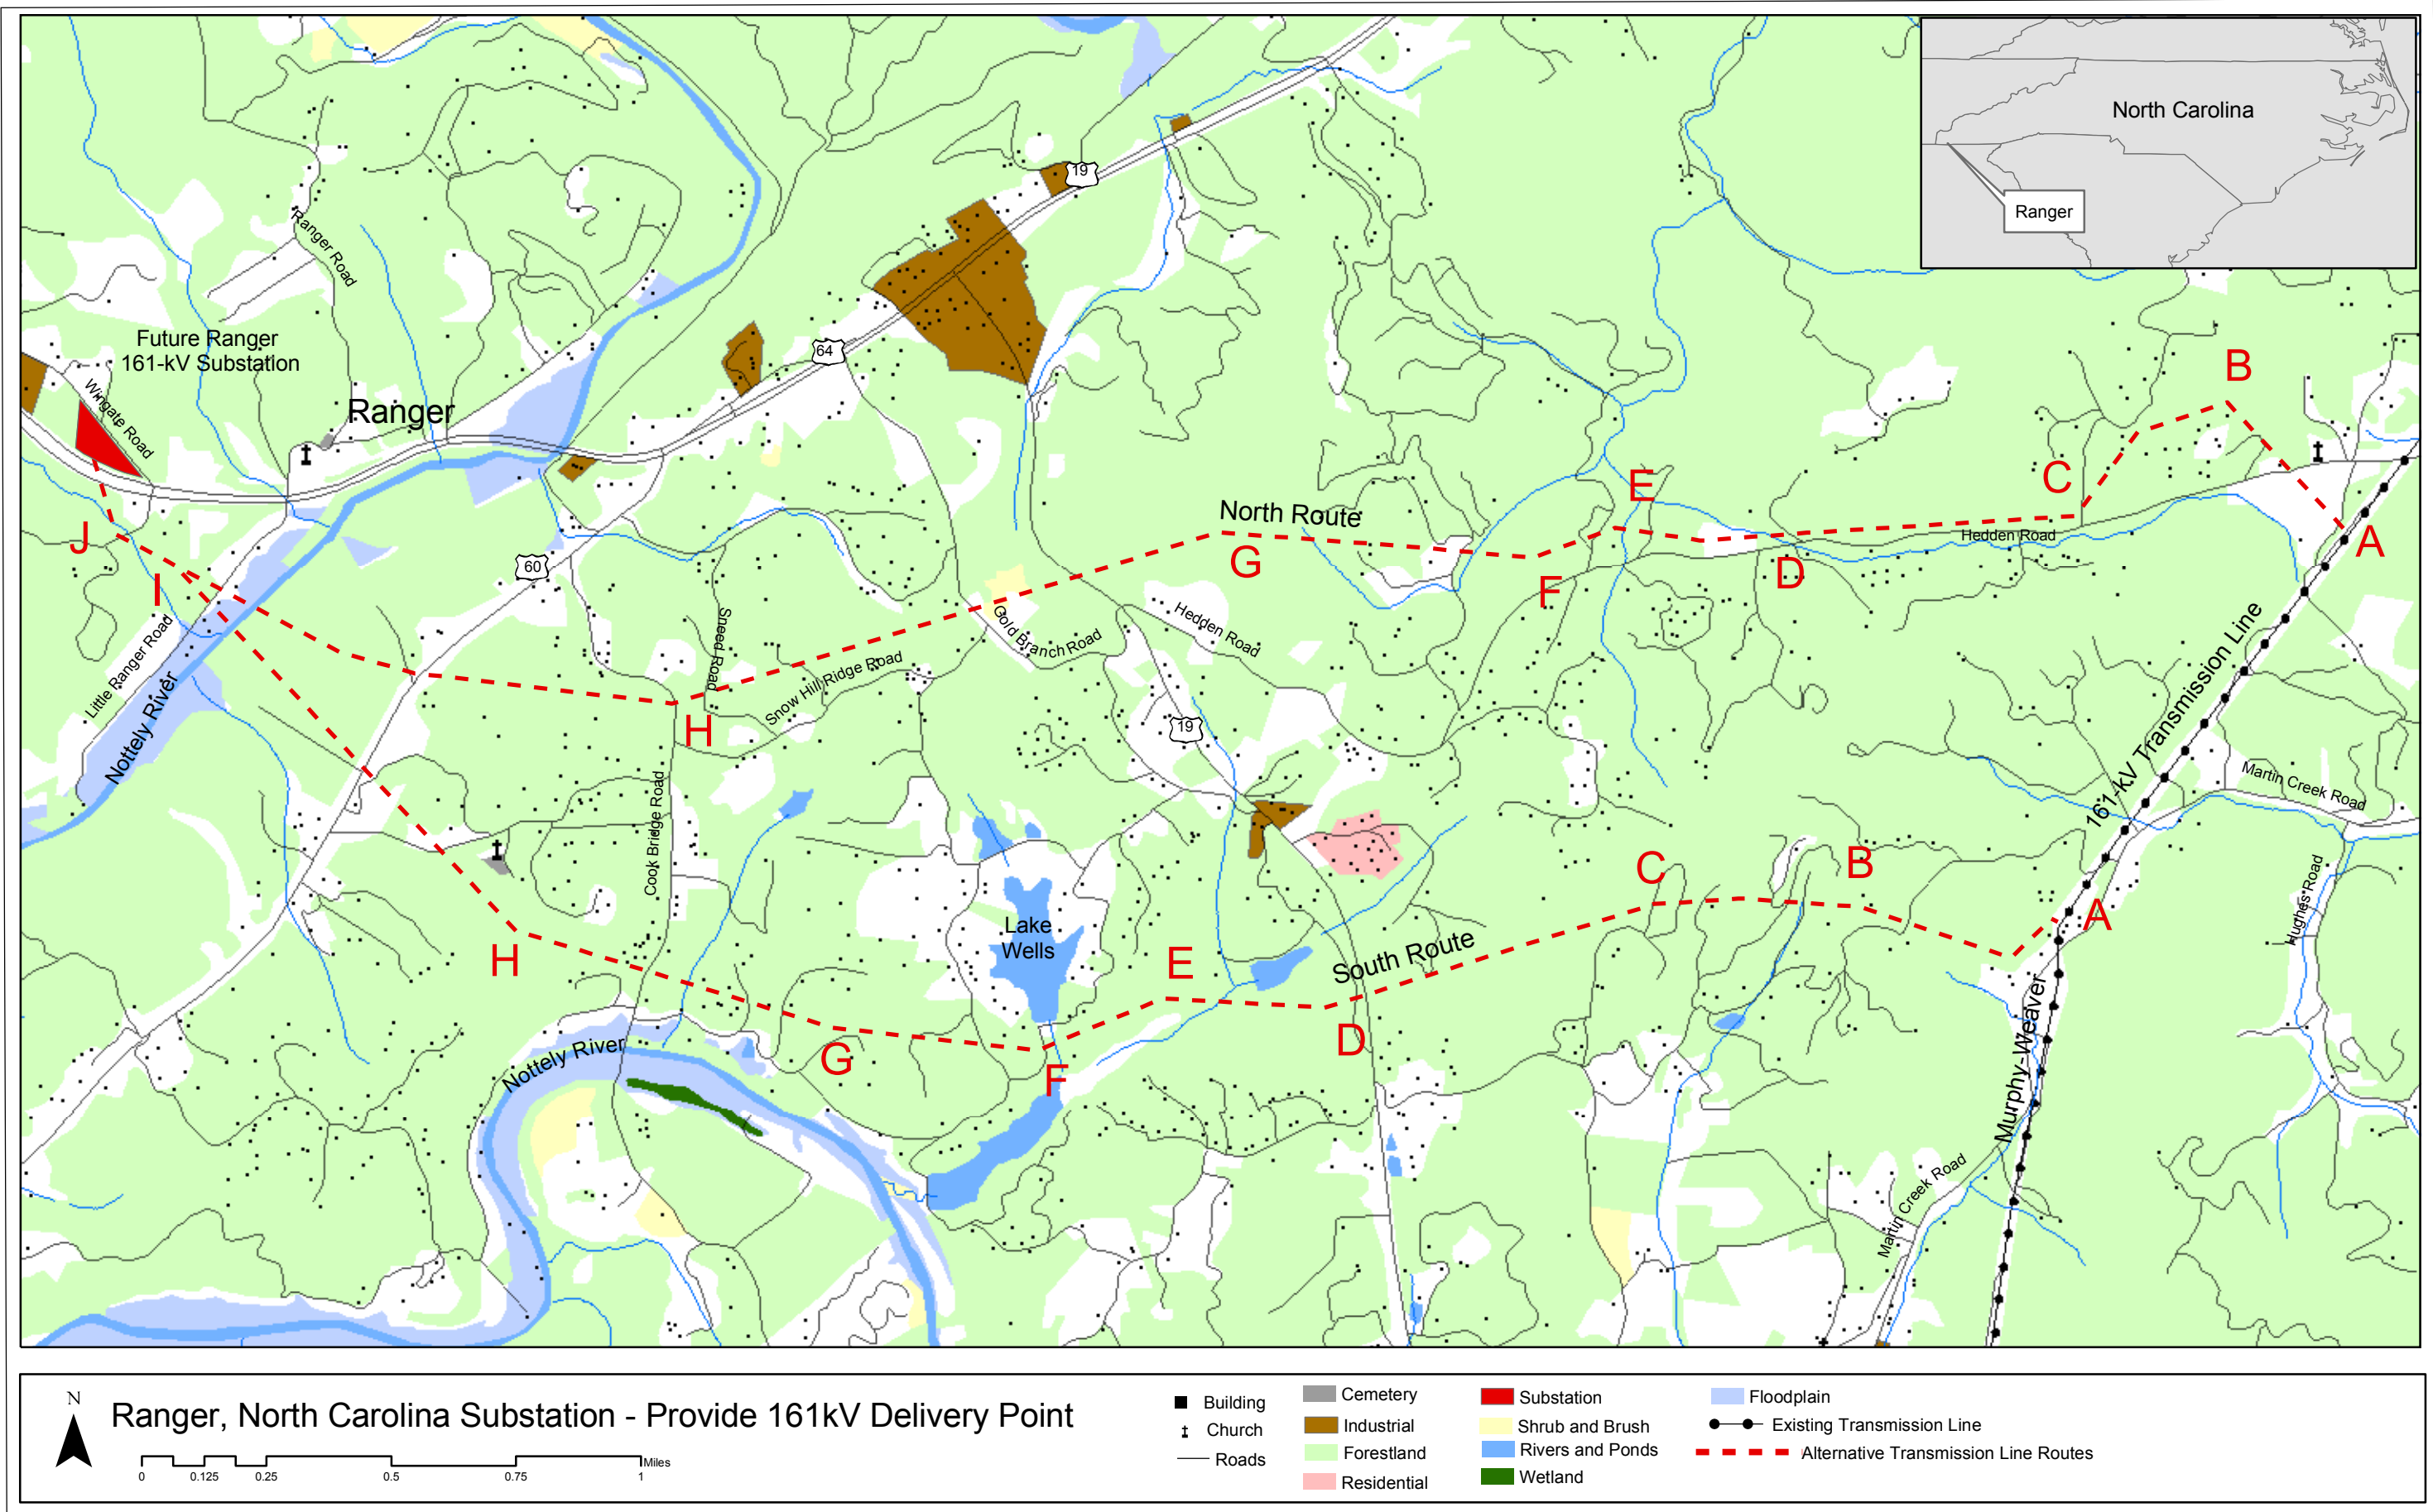 North Carolina
Ranger
19
Ranger Road
Future Ranger
161-kV Substation
64
Wingate Road
Ranger
B
C
E
North Route
A
J
Hedden Road
G
D
F
60
I
Little Ranger Road
Sneed Road
Gold Branch Road
Hedden Road
Snow Hill Ridge Road
H
Nottely River
19
161-kV Transmission Line
Martin Creek Road
Cook Bridge Road
C
B
Hughes Road
A
Lake
Wells
South Route
H
E
D
G
F
Nottely River
Murphy-Weaver
Martin Creek Road
N
Ranger, North Carolina Substation - Provide 161kV Delivery Point
0
0.125
0.25
0.5
0.75
1
Miles
Building
Church
Roads
Cemetery
Industrial
Forestland
Residential
Substation
Shrub and Brush
Rivers and Ponds
Wetland
Floodplain
Existing Transmission Line
Alternative Transmission Line Routes